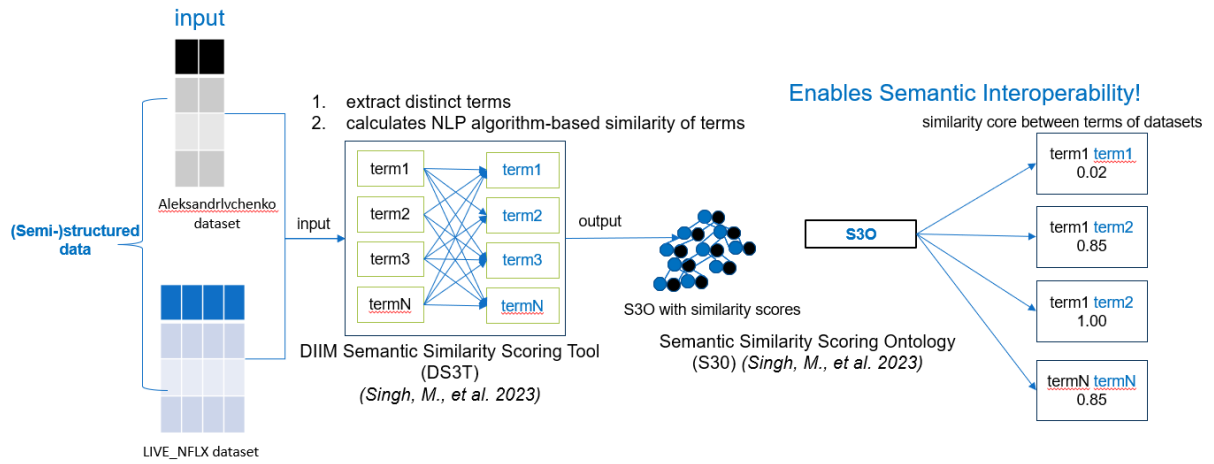 input
Aleksandrlvchenko
dataset
(Semi-)structured
data
LIVE_NFLX dataset
1. extract distinct terms
2. calculates NLP algorithm-based similarity of terms
input
term1
term2
term3
termN
term1
term2
term3
termN
DIIM Semantic Similarity Scoring Tool
(DS3T)
(Singh, M., et al. 2023)
output
S3O with similarity scores
Semantic Similarity Scoring Ontology
(S30) (Singh, M., et al. 2023)
S3O
Enables Semantic Interoperability!
similarity core between terms of datasets
term1 term1
0.02
term1 term2
0.85
term1 term2
1.00
termN termN
0.85